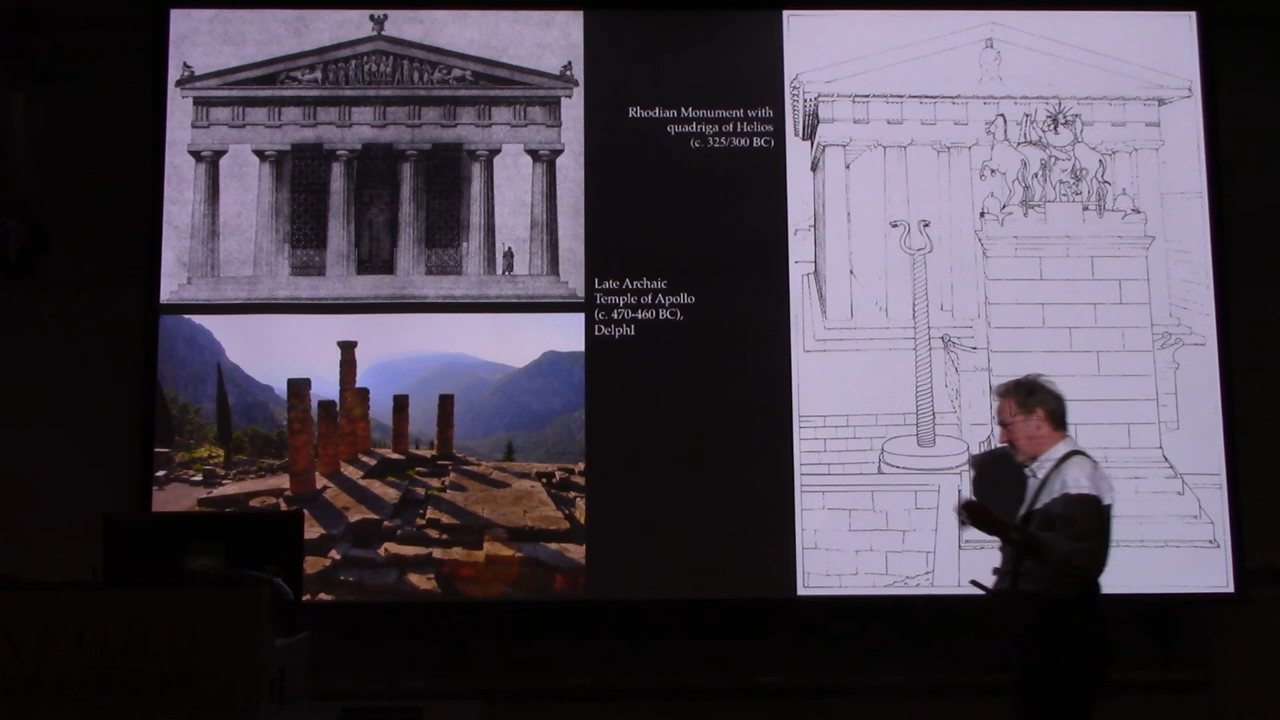 Rhodian Monument with
quadriga of Helios
(c. 325/300 BC)
Late Archaic
Temple of Apollo
(c. 470-460 BC),
DelphI